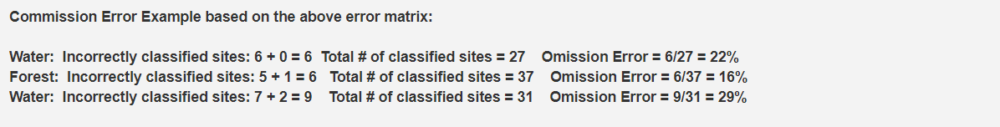 Commission Error Example based on the above error matrix:
Water: Incorrectly classified sites: 6 + 0 = 6 Total # of classified sites = 27 Omission Error = 6/27 = 22%
Forest: Incorrectly classified sites: 5 + 1 = 6 Total # of classified sites = 37 Omission Error = 6/37 = 16%
Water: Incorrectly classified sites: 7 + 2 = 9 Total # of classified sites = 31 Omission Error = 9/31 = 29%